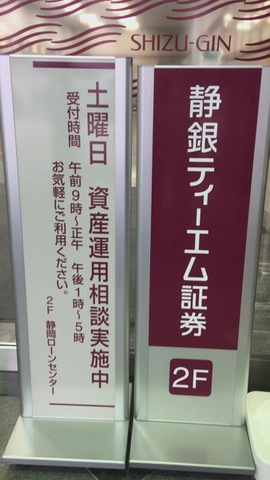 SHIZU-GIN
土曜日 資産運用相談実施中
受付時間 午前9時～正午 午後1時～5時
お気軽にご利用ください。
2F 静岡ローンセンター
静銀ティーエム証券
2F